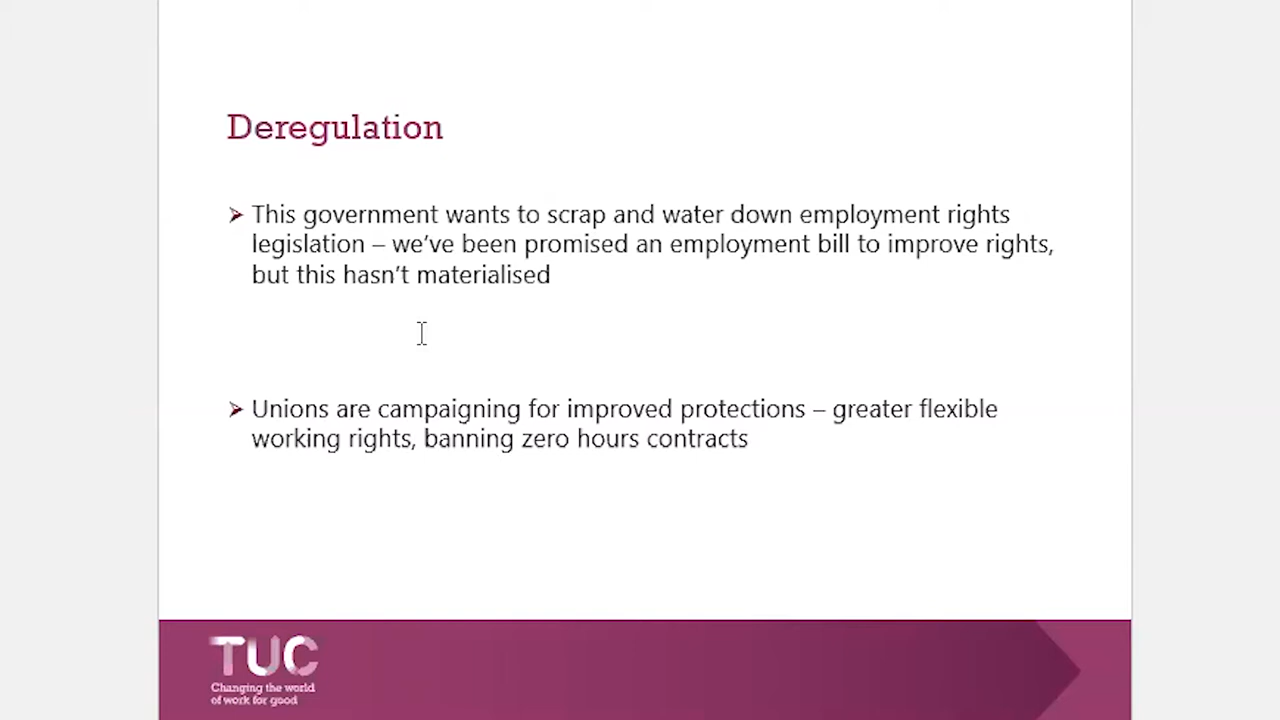 Deregulation
➢ This government wants to scrap and water down employment rights
legislation – we’ve been promised an employment bill to improve rights,
but this hasn’t materialised
➢ Unions are campaigning for improved protections – greater flexible
working rights, banning zero hours contracts
TUC
Changing the world
of work for good